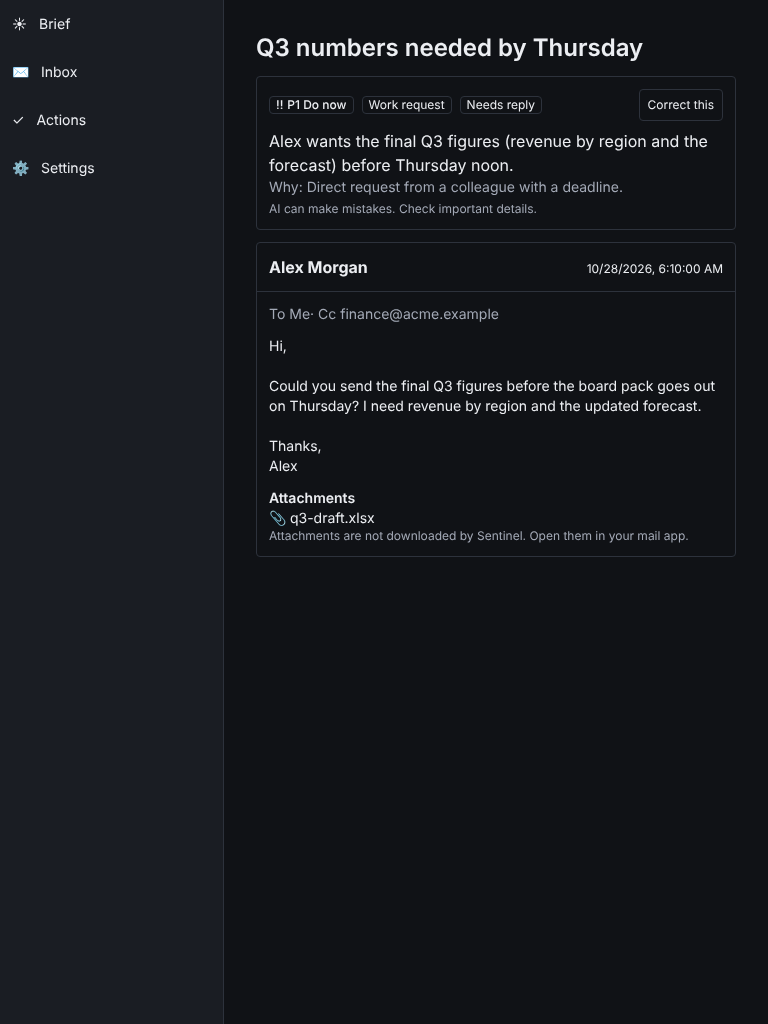 Brief
Inbox
Actions
Settings
Q3 numbers needed by Thursday
!! P1 Do now
Work request
Needs reply
Correct this
Alex wants the final Q3 figures (revenue by region and the
forecast) before Thursday noon.
Why: Direct request from a colleague with a deadline.
AI can make mistakes. Check important details.
Alex Morgan
10/28/2026, 6:10:00 AM
To Me· Cc finance@acme.example
Hi,
Could you send the final Q3 figures before the board pack goes out
on Thursday? I need revenue by region and the updated forecast.
Thanks,
Alex
Attachments
📎 q3-draft.xlsx
Attachments are not downloaded by Sentinel. Open them in your mail app.